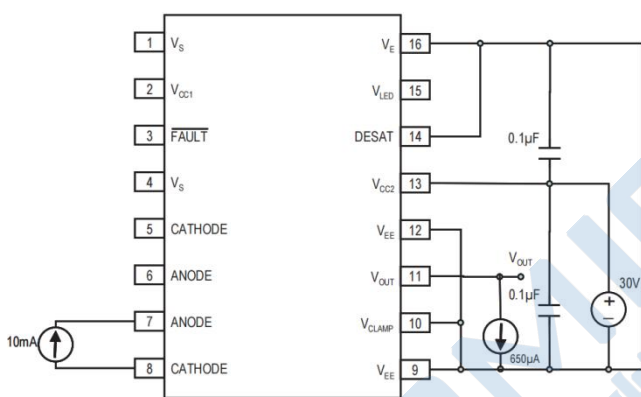 1 V_S
2 V_CC1
3 FAULT
4 V_S
5 CATHODE
6 ANODE
7 ANODE
8 CATHODE
10mA
V_E 16
V_LED 15
DESAT 14
V_CC2 13
V_EE 12
V_OUT 11
V_CLAMP 10
V_EE 9
0.1µF
V_OUT
0.1µF
30V
+
−
650µA